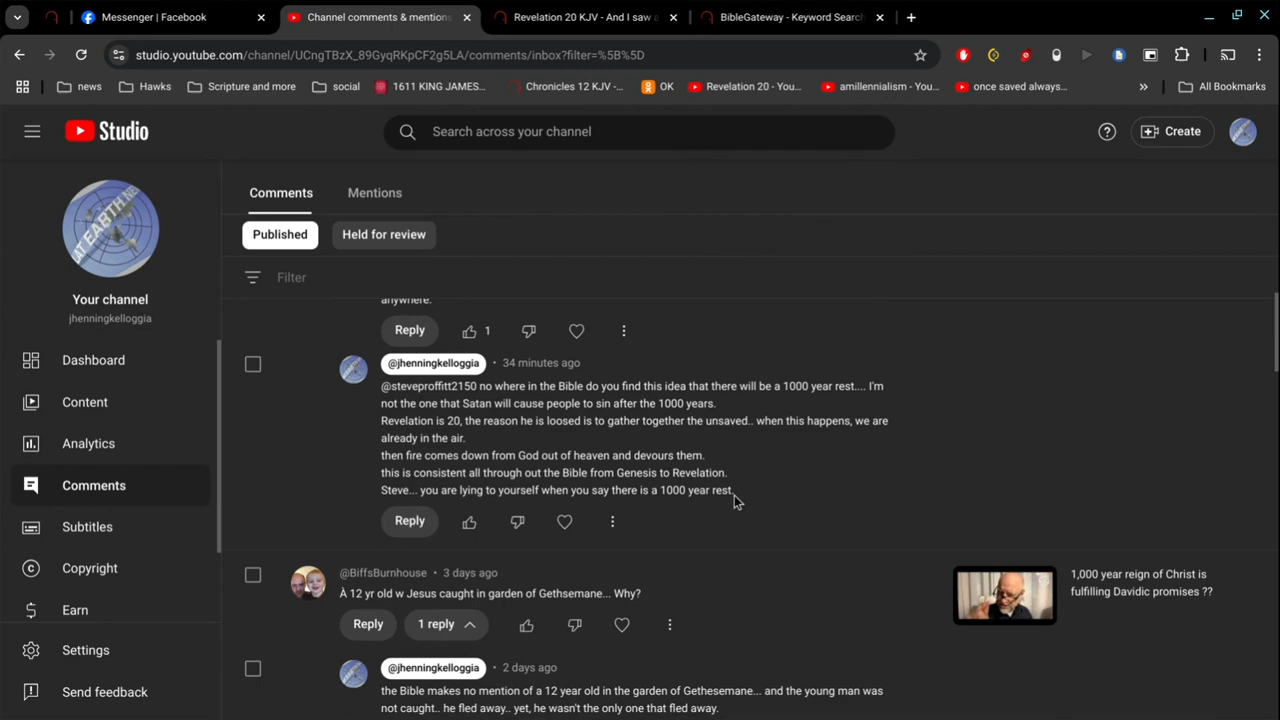 Messenger | Facebook
Channel comments & mentions
Revelation 20 KJV - And I saw a
BibleGateway - Keyword Search
studio.youtube.com/channel/UCngTBzX_89GyqRKpCF2g5LA/comments/inbox?filter=%5B%5D
news
Hawks
Scripture and more
social
1611 KING JAMES...
Chronicles 12 KJV -...
OK
Revelation 20 - You...
amillennialism - You...
once saved always...
All Bookmarks
Studio
Search across your channel
Create
Your channel
jhenningkelloggia
Dashboard
Content
Analytics
Comments
Subtitles
Copyright
Earn
Settings
Send feedback
Comments
Mentions
Published
Held for review
Filter
anywhere.
Reply
1
@jhenningkelloggia • 34 minutes ago
@steveproffitt2150 no where in the Bible do you find this idea that there will be a 1000 year rest.... I'm
not the one that Satan will cause people to sin after the 1000 years.
Revelation is 20, the reason he is loosed is to gather together the unsaved.. when this happens, we are
already in the air.
then fire comes down from God out of heaven and devours them.
this is consistent all through out the Bible from Genesis to Revelation.
Steve... you are lying to yourself when you say there is a 1000 year rest.
Reply
@BiffsBurnhouse • 3 days ago
À 12 yr old w Jesus caught in garden of Gethsemane... Why?
Reply
1 reply
1,000 year reign of Christ is
fulfilling Davidic promises ??
@jhenningkelloggia • 2 days ago
the Bible makes no mention of a 12 year old in the garden of Gethesemane... and the young man was
not caught.. he fled away.. yet, he wasn't the only one that fled away.